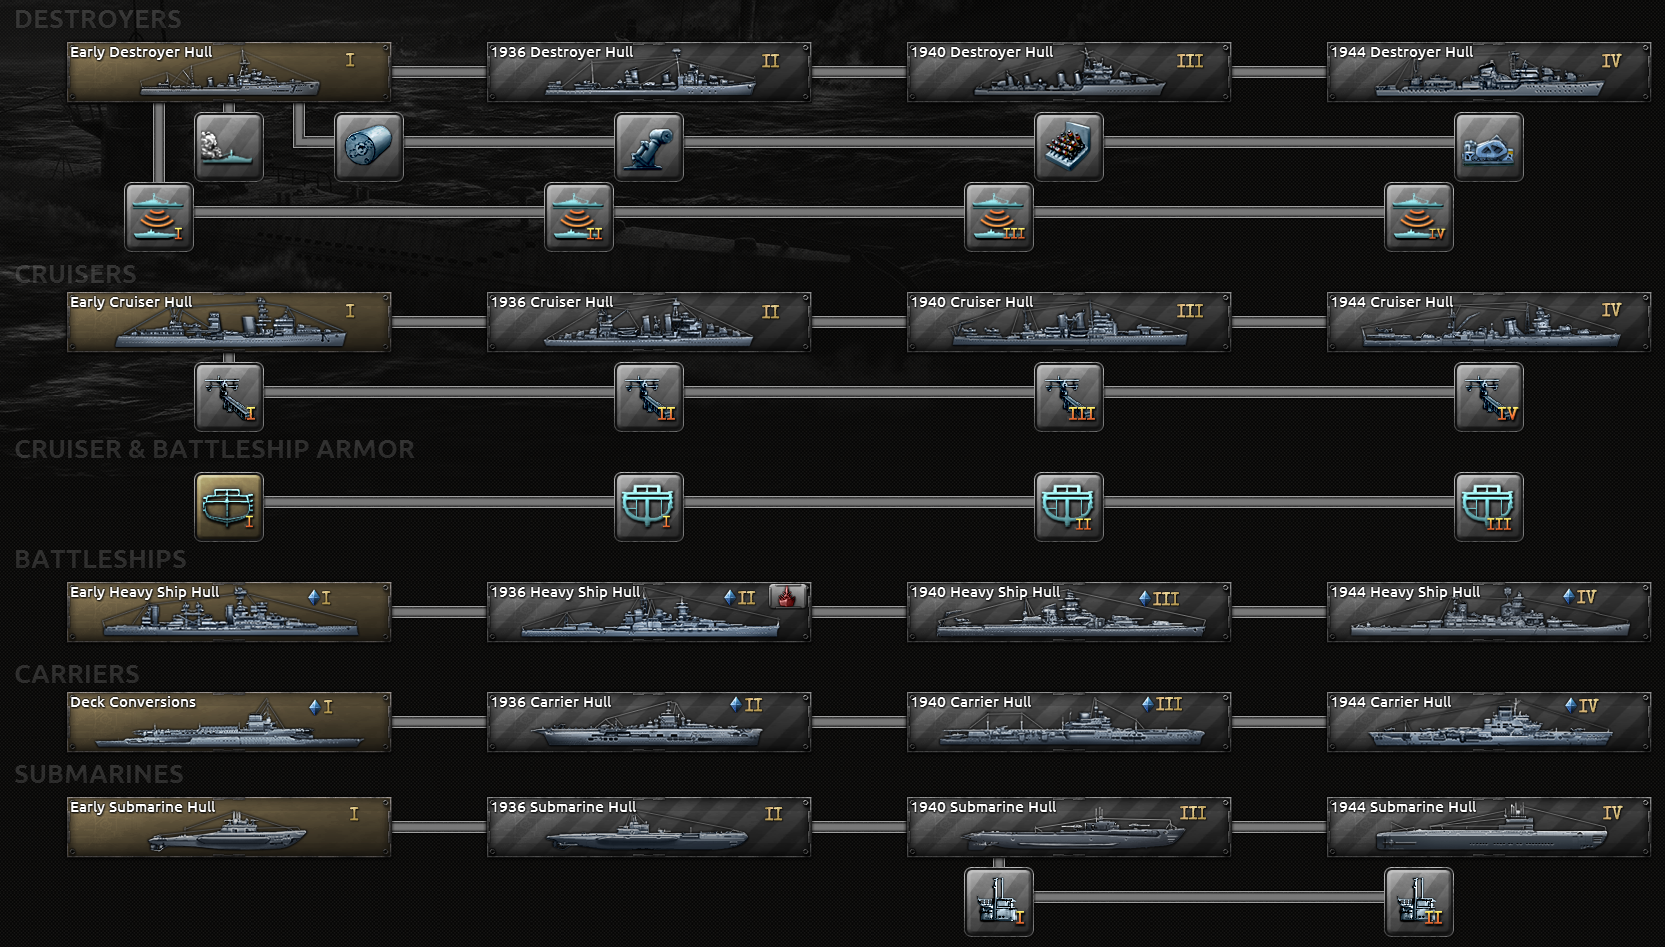 DESTROYERS
Early Destroyer Hull I
1936 Destroyer Hull II
1940 Destroyer Hull III
1944 Destroyer Hull IV
I
II
III
IV
CRUISERS
Early Cruiser Hull I
1936 Cruiser Hull II
1940 Cruiser Hull III
1944 Cruiser Hull IV
I
II
III
IV
CRUISER & BATTLESHIP ARMOR
I
I
II
III
BATTLESHIPS
Early Heavy Ship Hull I
1936 Heavy Ship Hull II
1940 Heavy Ship Hull III
1944 Heavy Ship Hull IV
CARRIERS
Deck Conversions I
1936 Carrier Hull II
1940 Carrier Hull III
1944 Carrier Hull IV
SUBMARINES
Early Submarine Hull I
1936 Submarine Hull II
1940 Submarine Hull III
1944 Submarine Hull IV
I
II